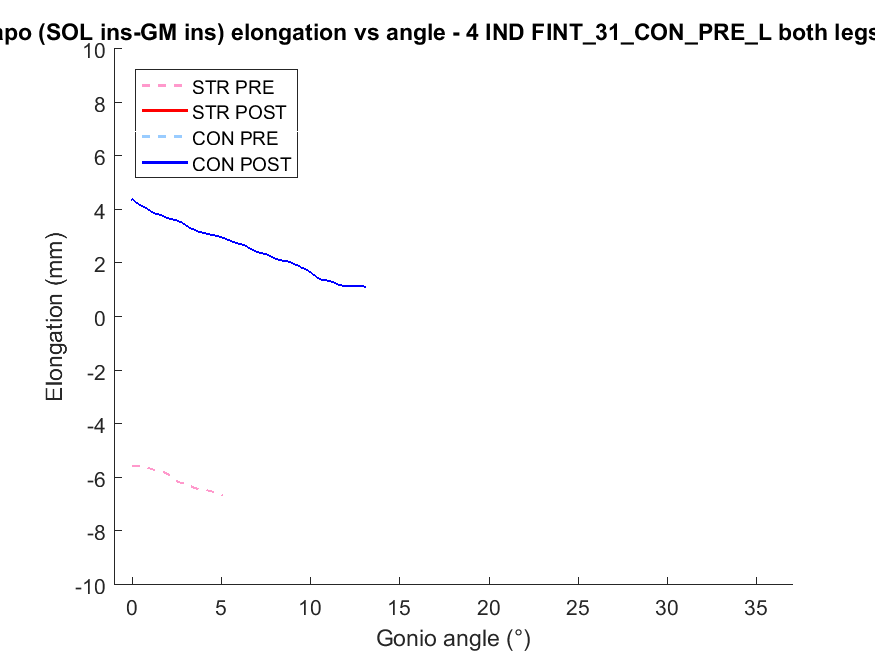 apo (SOL ins-GM ins) elongation vs angle - 4 IND FINT_31_CON_PRE_L both legs
10
8
6
4
2
0
-2
-4
-6
-8
-10
Elongation (mm)
STR PRE
STR POST
CON PRE
CON POST
0 5 10 15 20 25 30 35
Gonio angle (°)